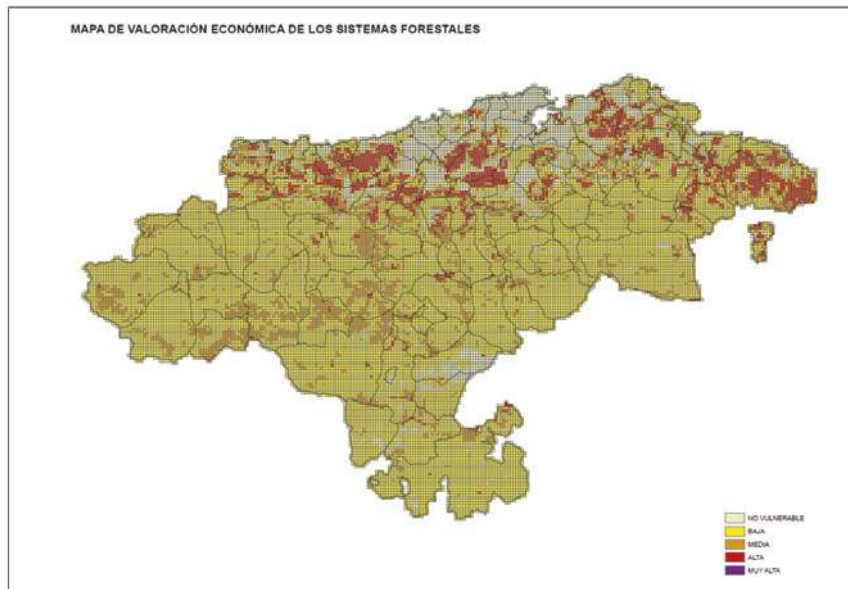 MAPA DE VALORACIÓN ECONÓMICA DE LOS SISTEMAS FORESTALES
NO VULNERABLE
BAJA
MEDIA
ALTA
MUY ALTA